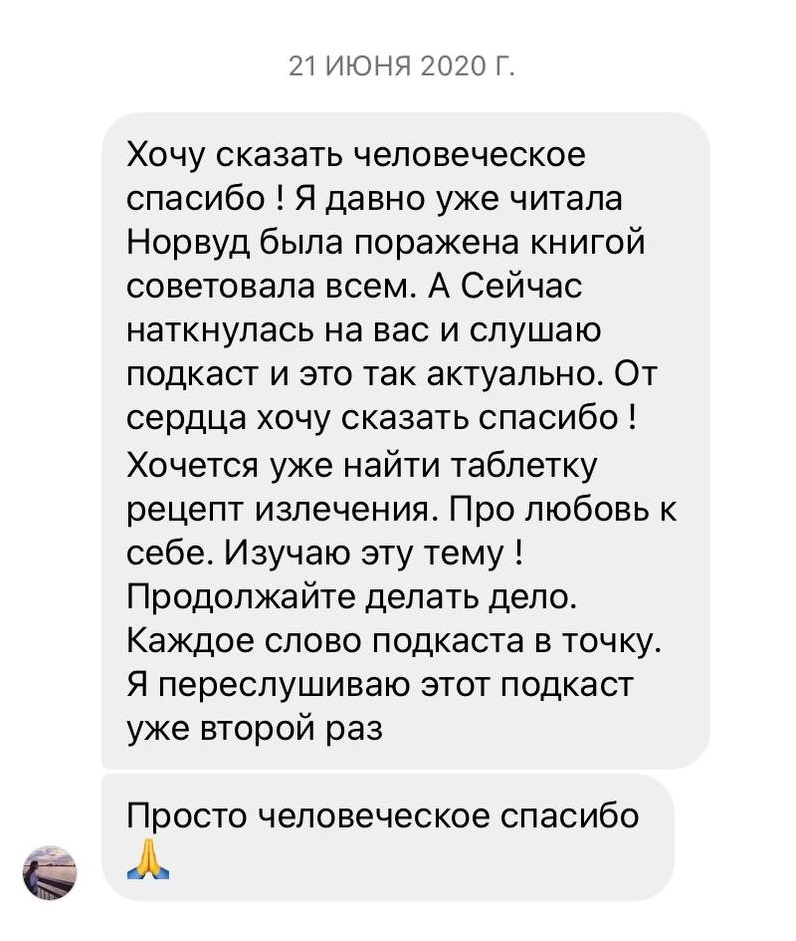 21 ИЮНЯ 2020 Г.
Хочу сказать человеческое
спасибо ! Я давно уже читала
Норвуд была поражена книгой
советовала всем. А Сейчас
наткнулась на вас и слушаю
подкаст и это так актуально. От
сердца хочу сказать спасибо !
Хочется уже найти таблетку
рецепт излечения. Про любовь к
себе. Изучаю эту тему !
Продолжайте делать дело.
Каждое слово подкаста в точку.
Я переслушиваю этот подкаст
уже второй раз
Просто человеческое спасибо
🙏